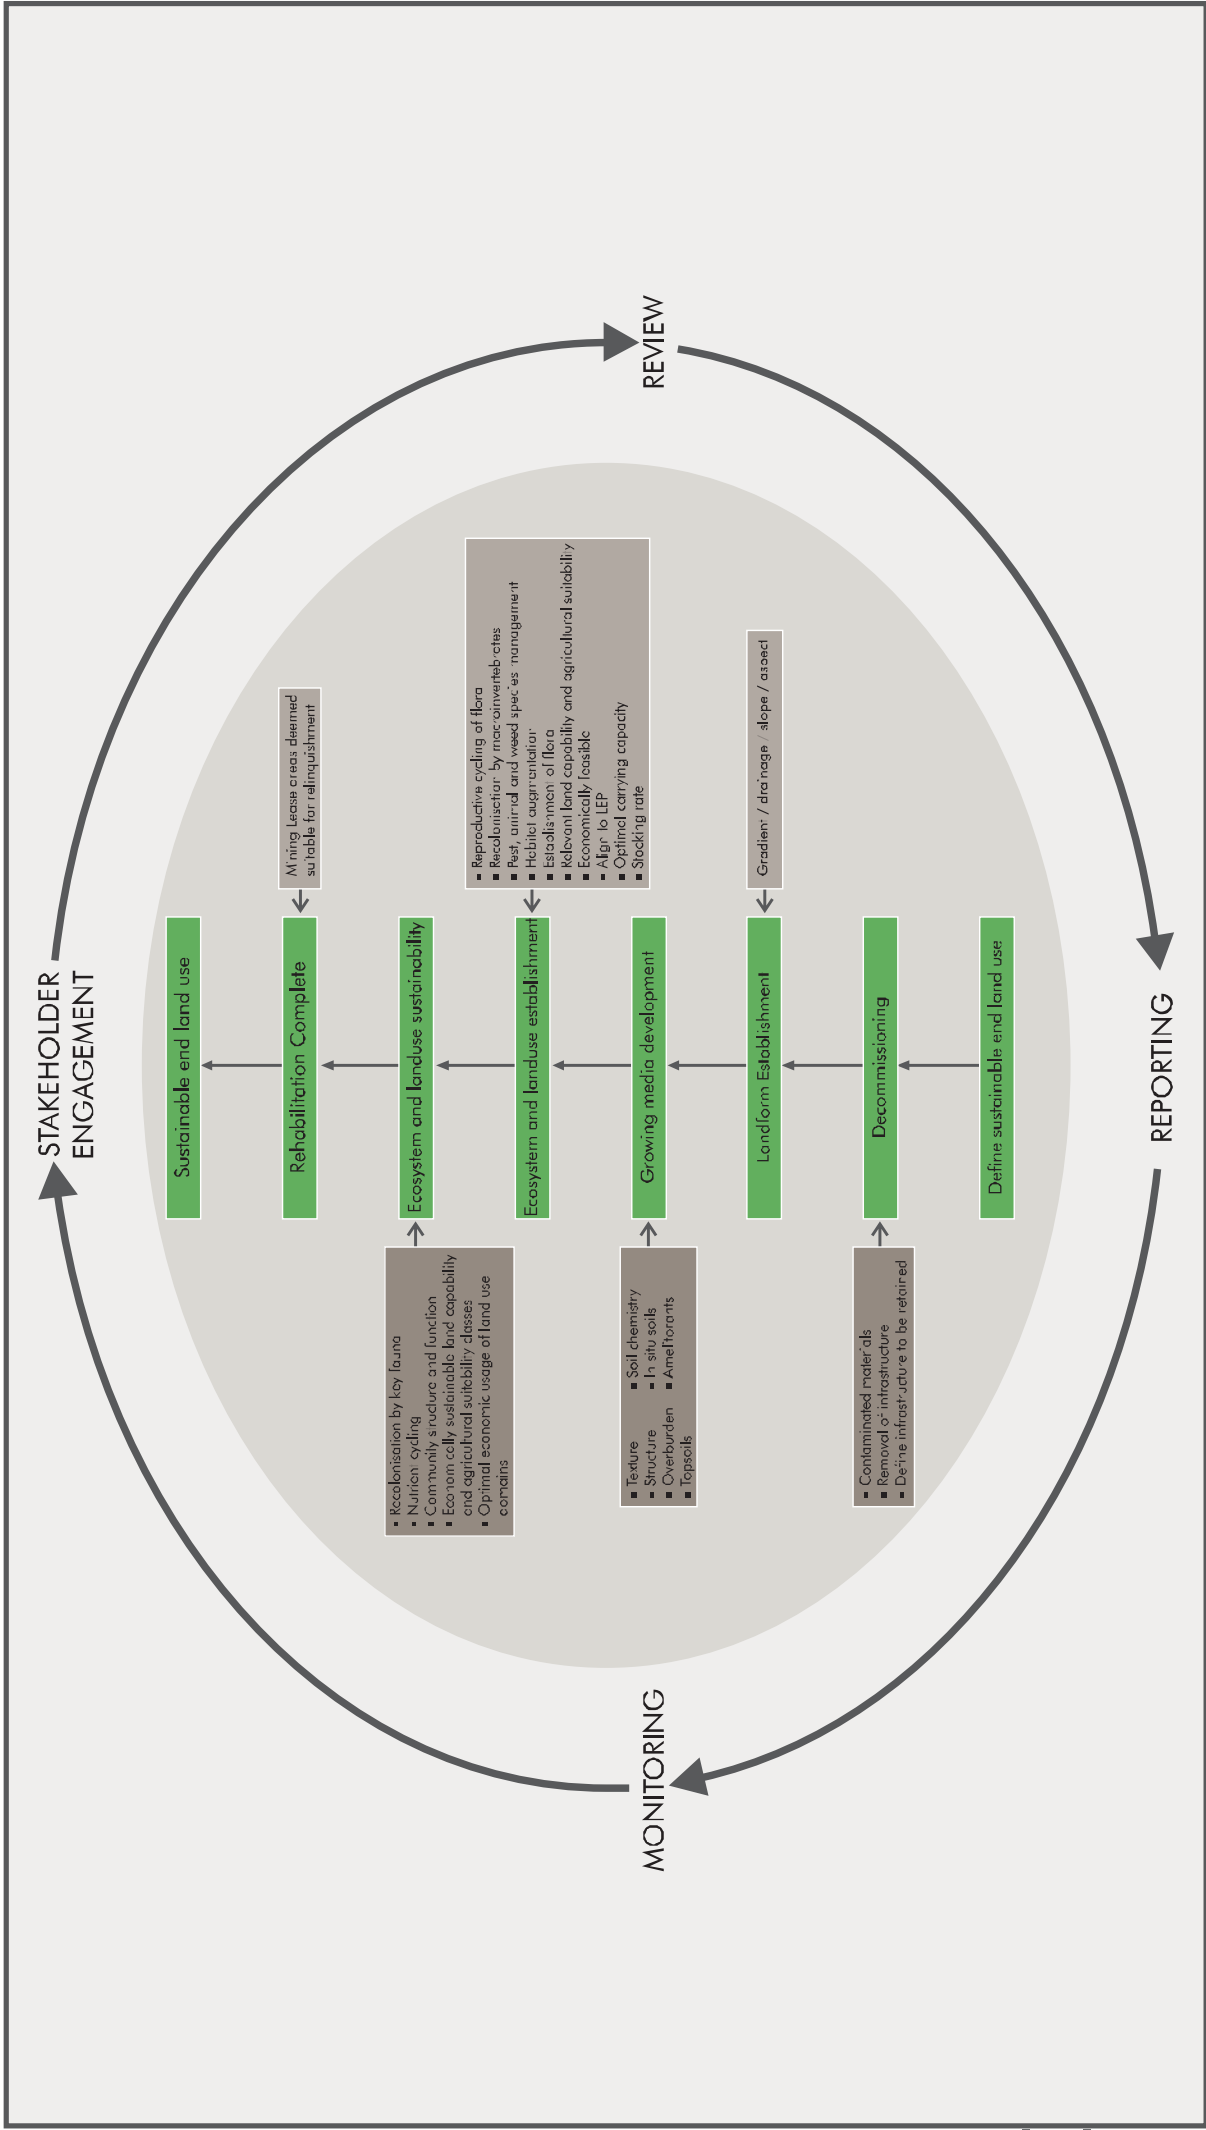 STAKEHOLDER
ENGAGEMENT
Sustainable end land use
Rehabilitation Complete
Mining Lease areas deemed
suitable for relinquishment
Ecosystem and landuse sustainability
▪ Recolonisation by key fauna
▪ Nutrient cycling
▪ Community structure and function
▪ Economically sustainable land capability
and agricultural suitability classes
▪ Optimal economic usage of land use
domains
Ecosystem and landuse establishment
▪ Reproductive cycling of flora
▪ Recolonisation by macroinvertebrates
▪ Pest, animal and weed species management
▪ Habitat augmentation
▪ Establishment of flora
▪ Relevant land capability and agricultural suitability
▪ Economically feasible
▪ Align to LEP
▪ Optimal carrying capacity
▪ Stocking rate
Growing media development
▪ Texture
▪ Structure
▪ Overburden
▪ Topsoils
▪ Soil chemistry
▪ In situ soils
▪ Ameliorants
Landform Establishment
Gradient / drainage / slope / aspect
Decommissioning
▪ Contaminated materials
▪ Removal of infrastructure
▪ Define infrastructure to be retained
Define sustainable end land use
REVIEW
REPORTING
MONITORING